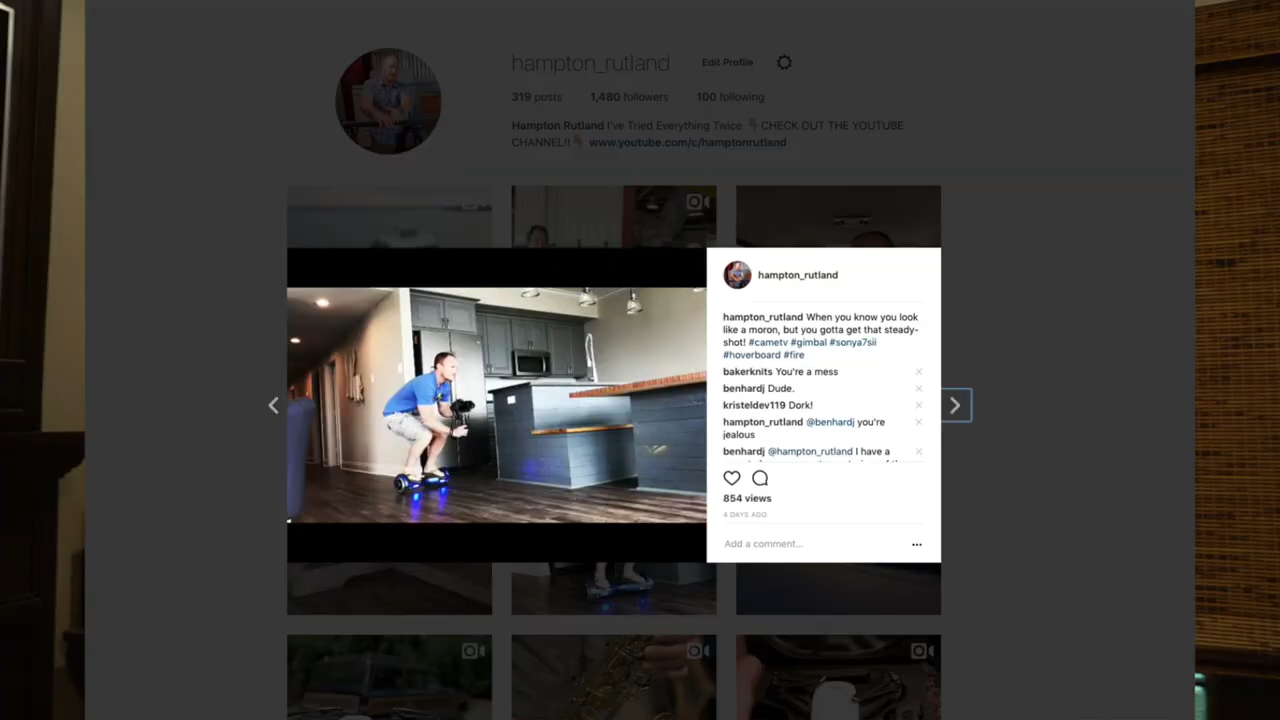 hampton_rutland Edit Profile
319 posts 1,480 followers 100 following
Hampton Rutland I've Tried Everything Twice 👇 CHECK OUT THE YOUTUBE
CHANNEL!! 👇 www.youtube.com/c/hamptonrutland
hampton_rutland
hampton_rutland When you know you look
like a moron, but you gotta get that steady-
shot! #cametv #gimbal #sonya7sii
#hoverboard #fire
bakerknits You're a mess
benhardj Dude.
kristeldev119 Dork!
hampton_rutland @benhardj you're
jealous
benhardj @hampton_rutland I have a
854 views
4 DAYS AGO
Add a comment...